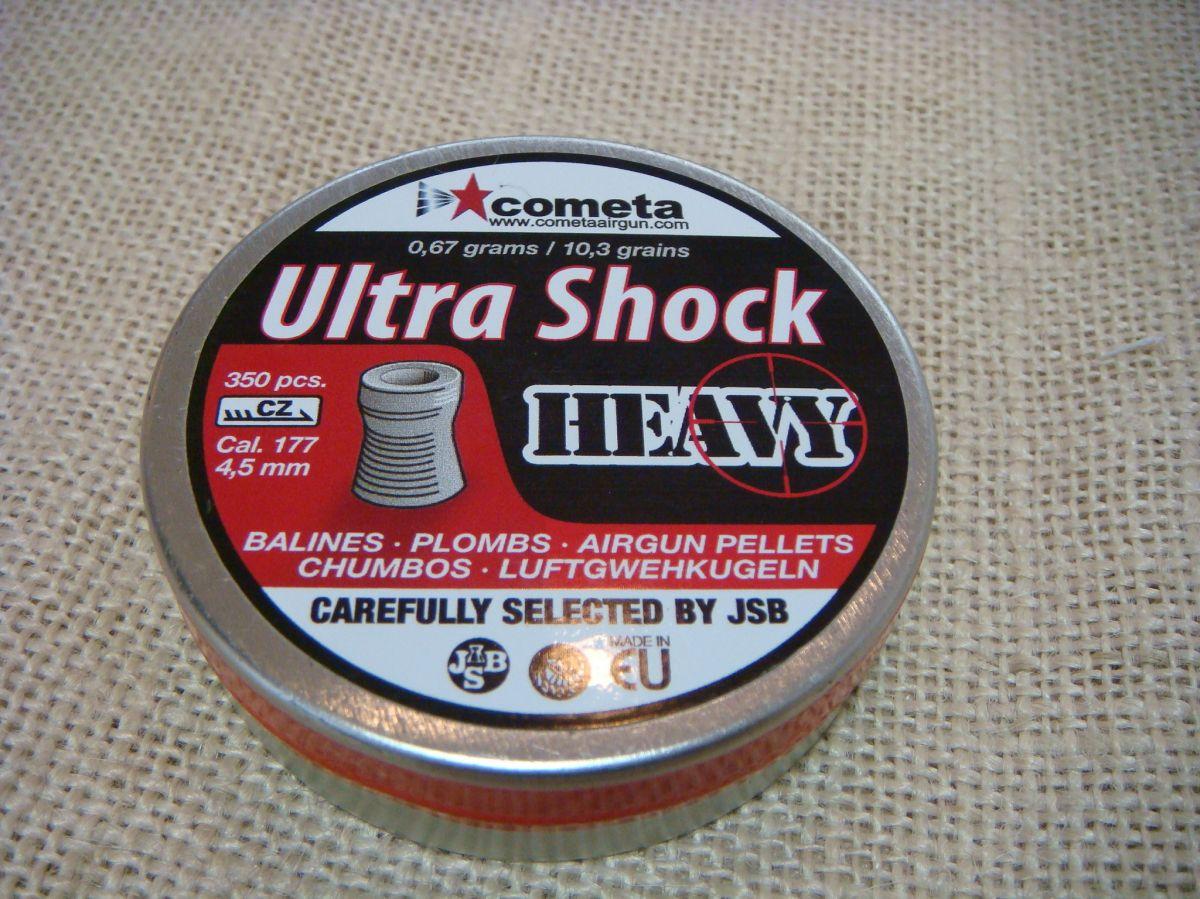 cometa
www.cometaairgun.com
0,67 grams / 10,3 grains
Ultra Shock
HEAVY
350 pcs.
CZ
Cal. 177
4,5 mm
BALINES · PLOMBS · AIRGUN PELLETS
CHUMBOS · LUFTGWEHKUGELN
CAREFULLY SELECTED BY JSB
JSB
MADE IN
EU